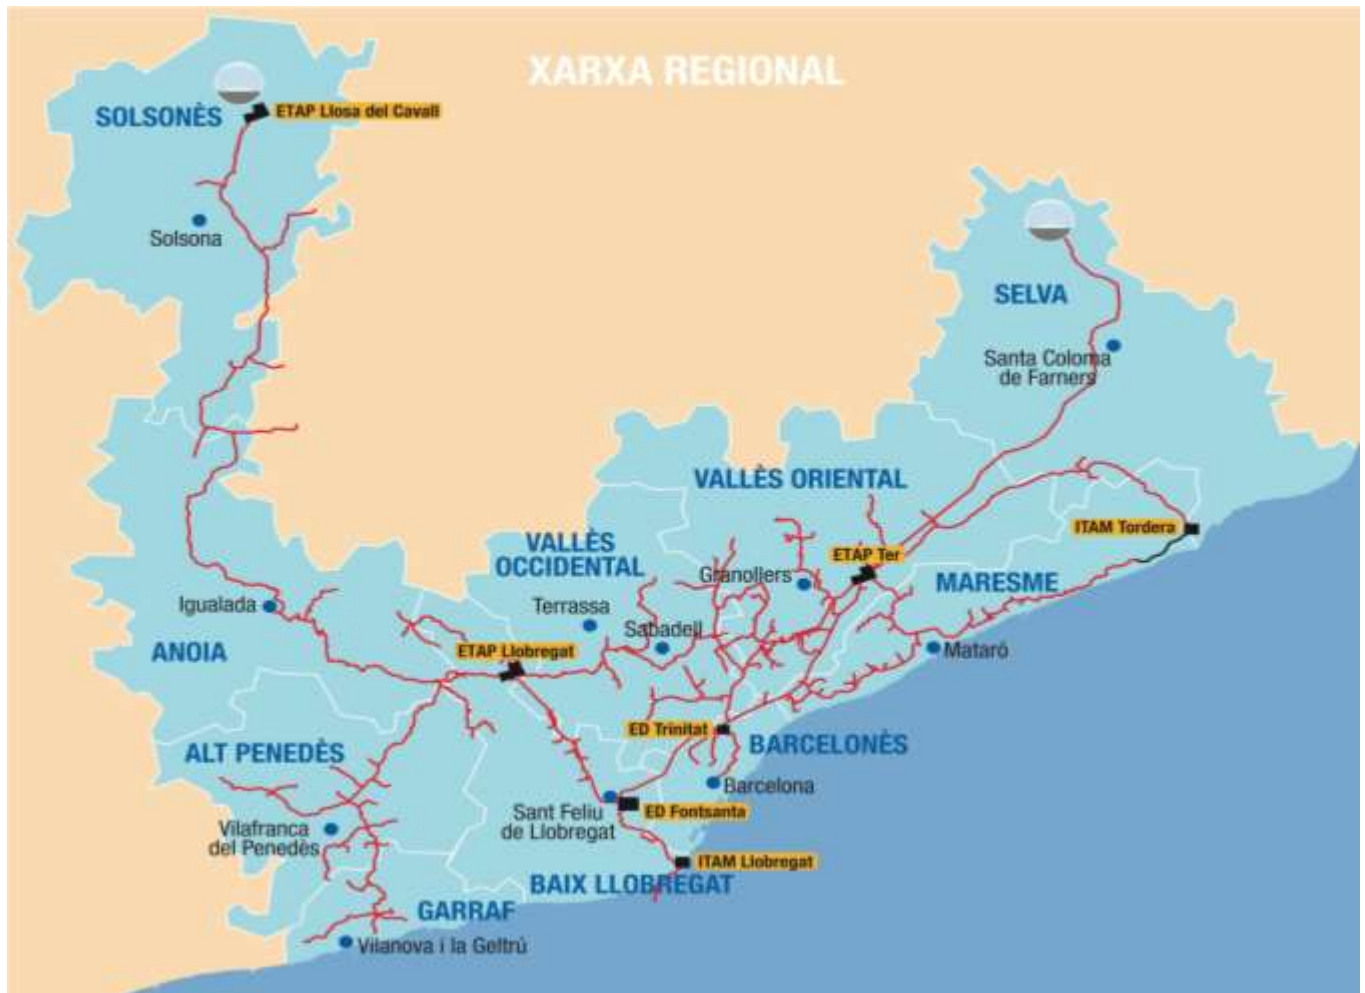 XARXA REGIONAL
SOLSONÈS
ETAP Llosa del Cavall
Solsona
SELVA
Santa Coloma
de Farners
VALLÈS ORIENTAL
ITAM Tordera
VALLÈS
OCCIDENTAL
ETAP Ter
Granollers
MARESME
Igualada
Terrassa
Sabadell
ANOIA
ETAP Llobregat
Mataró
ED Trinitat
ALT PENEDÈS
BARCELONÈS
Barcelona
Sant Feliu
de Llobregat
ED Fontsanta
Vilafranca
del Penedès
ITAM Llobregat
BAIX LLOBREGAT
GARRAF
Vilanova i la Geltrú